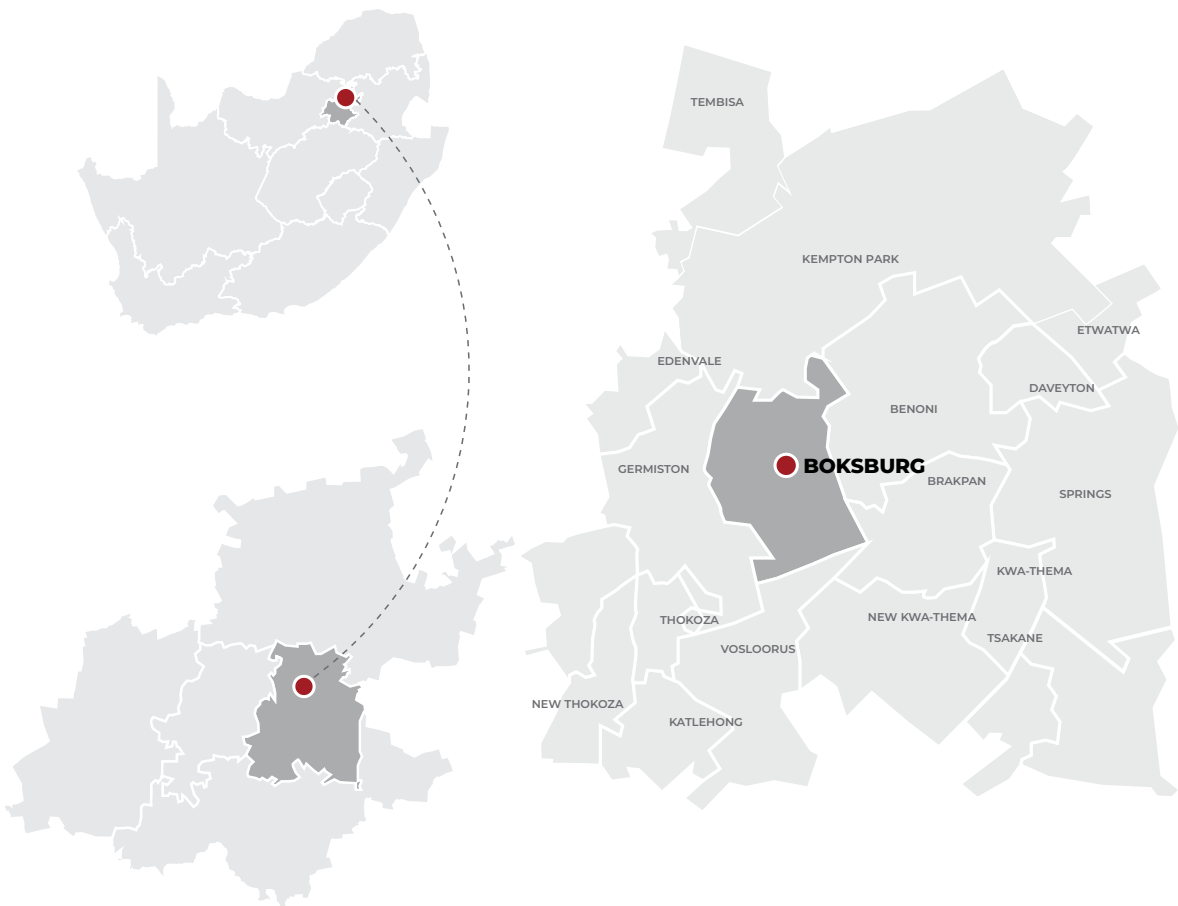 TEMBISA
KEMPTON PARK
ETWATWA
EDENVALE
DAVEYTON
BENONI
GERMISTON
BOKSBURG
BRAKPAN
SPRINGS
KWA-THEMA
THOKOZA
NEW KWA-THEMA
TSAKANE
VOSLOORUS
NEW THOKOZA
KATLEHONG